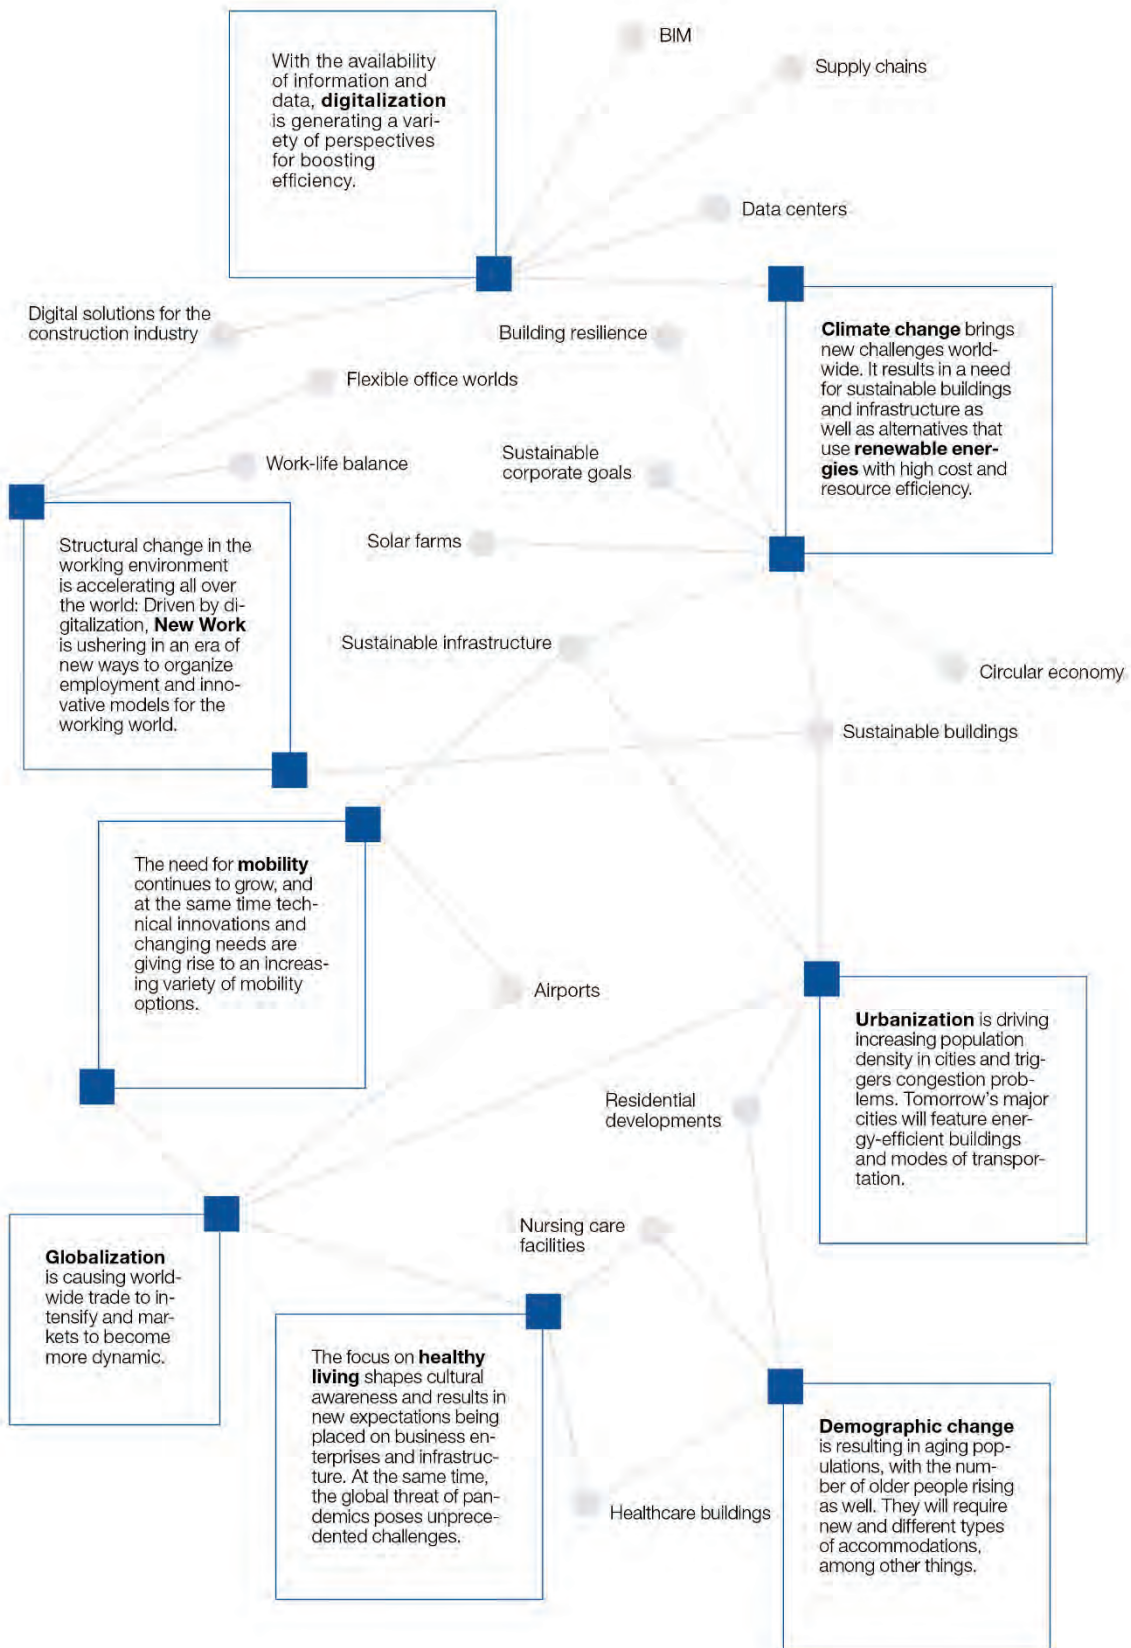 BIM
Supply chains
With the availability
of information and
data, digitalization
is generating a vari-
ety of perspectives
for boosting
efficiency.
Data centers
Digital solutions for the
construction industry
Building resilience
Flexible office worlds
Climate change brings
new challenges world-
wide. It results in a need
for sustainable buildings
and infrastructure as
well as alternatives that
use renewable ener-
gies with high cost and
resource efficiency.
Work-life balance
Sustainable
corporate goals
Solar farms
Structural change in the
working environment
is accelerating all over
the world: Driven by di-
gitalization, New Work
is ushering in an era of
new ways to organize
employment and inno-
vative models for the
working world.
Sustainable infrastructure
Circular economy
Sustainable buildings
The need for mobility
continues to grow, and
at the same time tech-
nical innovations and
changing needs are
giving rise to an increas-
ing variety of mobility
options.
Airports
Urbanization is driving
increasing population
density in cities and trig-
gers congestion prob-
lems. Tomorrow's major
cities will feature ener-
gy-efficient buildings
and modes of transpor-
tation.
Residential
developments
Nursing care
facilities
Globalization
is causing world-
wide trade to in-
tensify and mar-
kets to become
more dynamic.
The focus on healthy
living shapes cultural
awareness and results in
new expectations being
placed on business en-
terprises and infrastruc-
ture. At the same time,
the global threat of pan-
demics poses unprece-
dented challenges.
Healthcare buildings
Demographic change
is resulting in aging pop-
ulations, with the num-
ber of older people rising
as well. They will require
new and different types
of accommodations,
among other things.